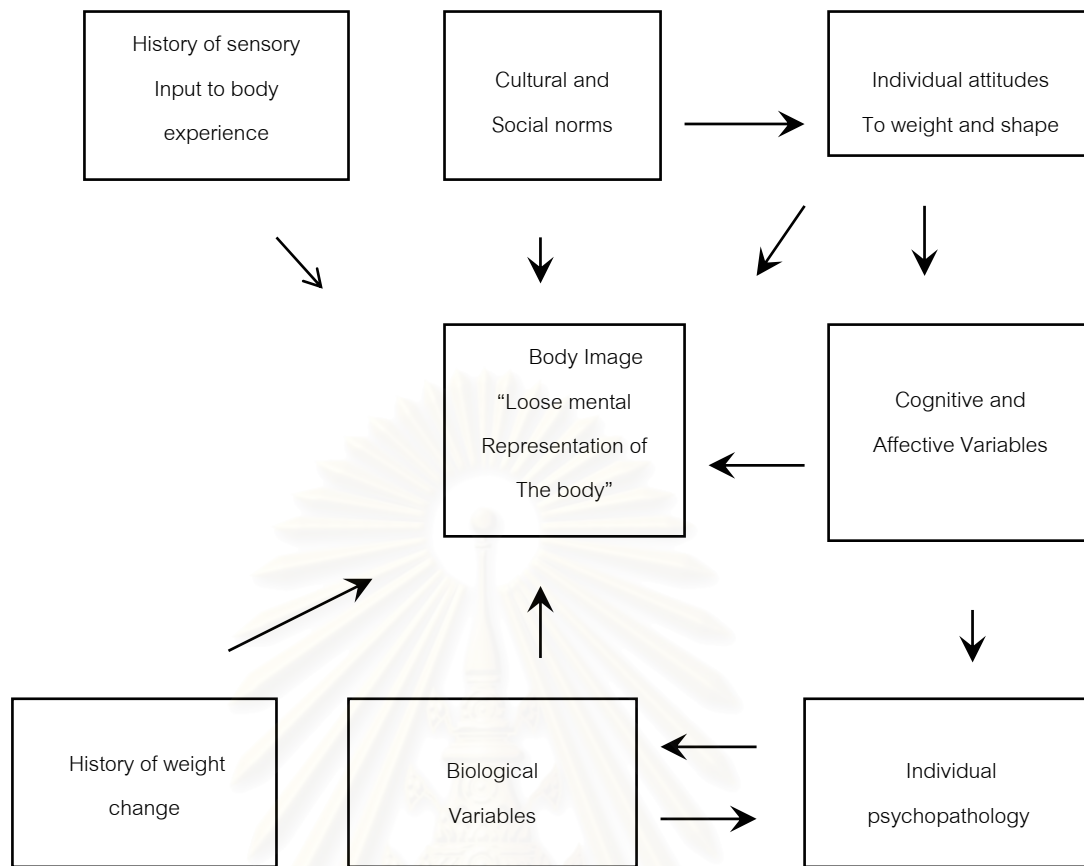 History of sensory
Input to body
experience
Cultural and
Social norms
Individual attitudes
To weight and shape
Body Image
“Loose mental
Representation of
The body”
Cognitive and
Affective Variables
History of weight
change
Biological
Variables
Individual
psychopathology